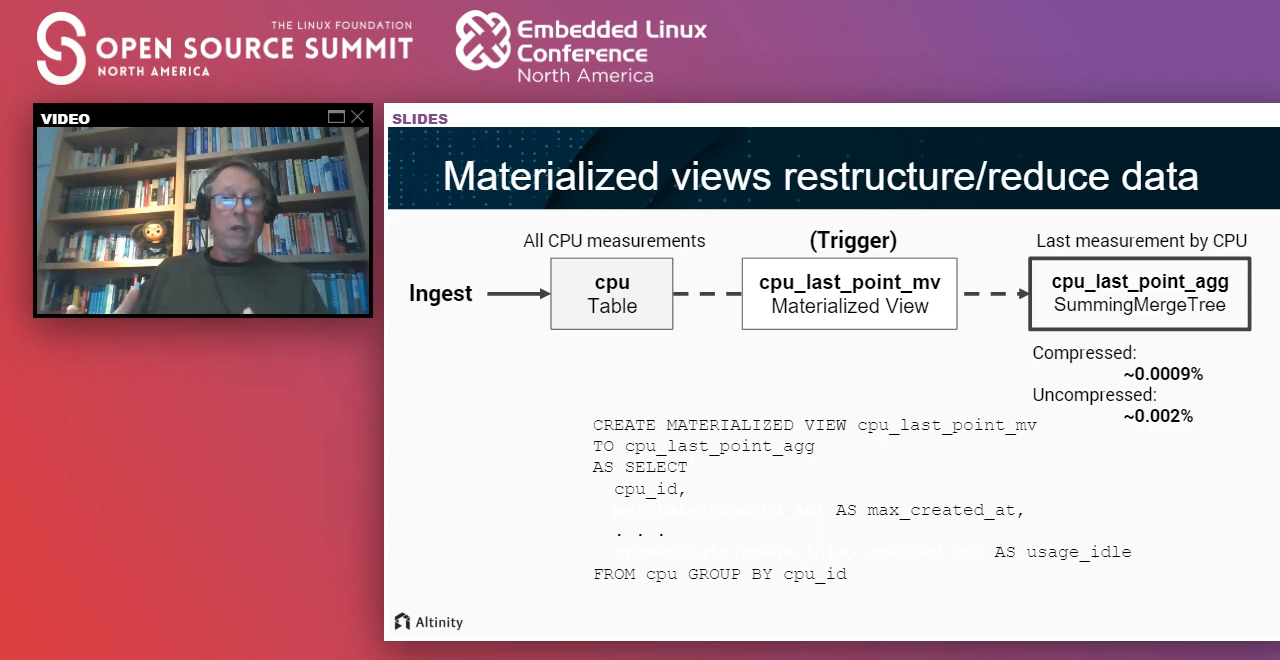 THE LINUX FOUNDATION
OPEN SOURCE SUMMIT
NORTH AMERICA
Embedded Linux
Conference
North America
VIDEO
SLIDES
Materialized views restructure/reduce data
All CPU measurements
(Trigger)
Last measurement by CPU
Ingest
cpu
Table
cpu_last_point_mv
Materialized View
cpu_last_point_agg
SummingMergeTree
Compressed:
~0.0009%
Uncompressed:
~0.002%
CREATE MATERIALIZED VIEW cpu_last_point_mv
TO cpu_last_point_agg
AS SELECT
cpu_id,
AS max_created_at,
. . .
AS usage_idle
FROM cpu GROUP BY cpu_id
Altinity